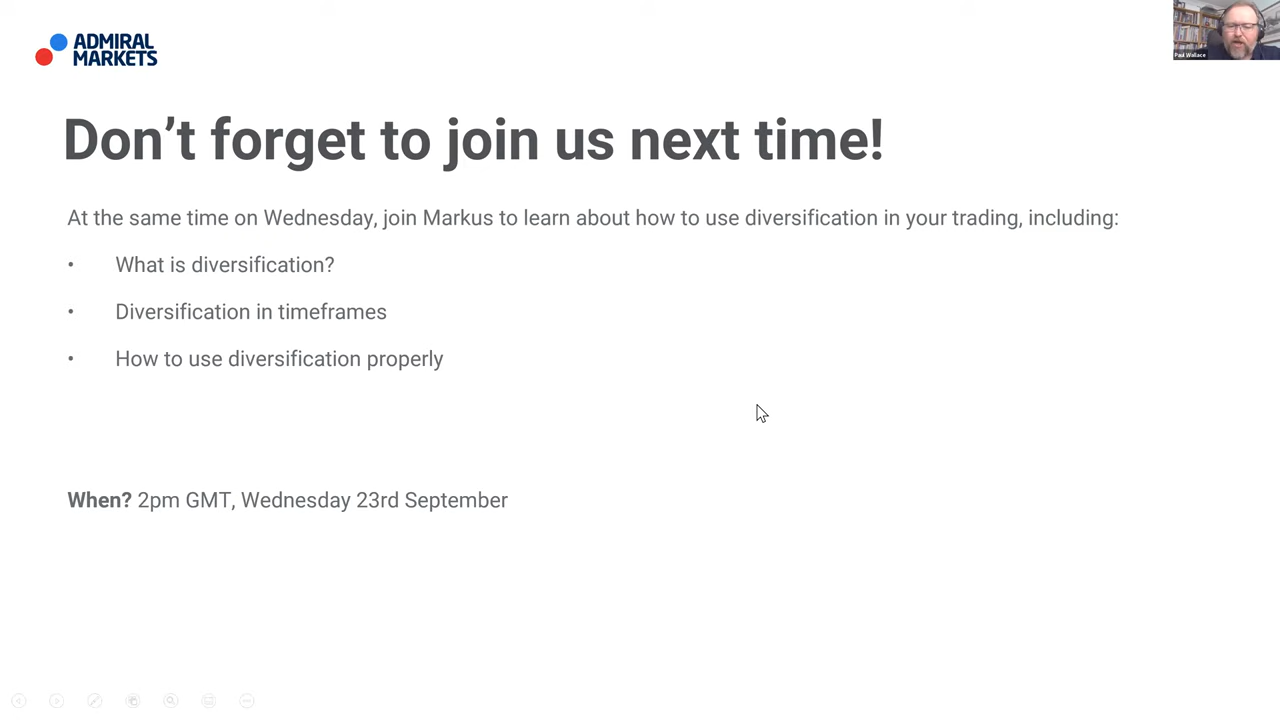 ADMIRAL
MARKETS
Paul Wallace
Don’t forget to join us next time!
At the same time on Wednesday, join Markus to learn about how to use diversification in your trading, including:
• What is diversification?
• Diversification in timeframes
• How to use diversification properly
When? 2pm GMT, Wednesday 23rd September